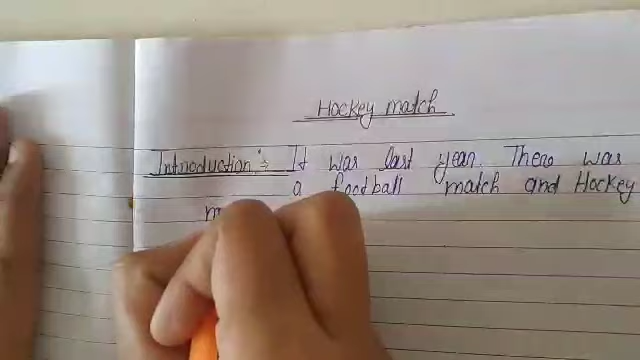 Hockey match
Introduction :- It was last year. There was
a football match and Hockey